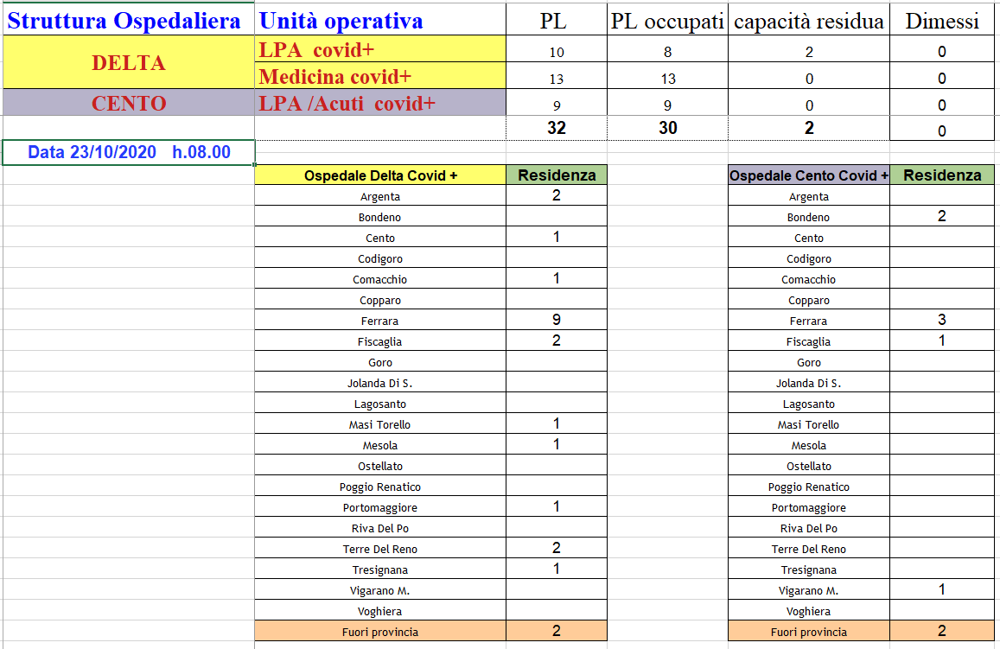 Struttura Ospedaliera Unità operativa PL PL occupati capacità residua Dimessi
DELTA LPA covid+ 10 8 2 0
Medicina covid+ 13 13 0 0
CENTO LPA /Acuti covid+ 9 9 0 0
32 30 2 0
Data 23/10/2020 h.08.00
Ospedale Delta Covid + Residenza Ospedale Cento Covid + Residenza
Argenta 2 Argenta
Bondeno Bondeno 2
Cento 1 Cento
Codigoro Codigoro
Comacchio 1 Comacchio
Copparo Copparo
Ferrara 9 Ferrara 3
Fiscaglia 2 Fiscaglia 1
Goro Goro
Jolanda Di S. Jolanda Di S.
Lagosanto Lagosanto
Masi Torello 1 Masi Torello
Mesola 1 Mesola
Ostellato Ostellato
Poggio Renatico Poggio Renatico
Portomaggiore 1 Portomaggiore
Riva Del Po Riva Del Po
Terre Del Reno 2 Terre Del Reno
Tresignana 1 Tresignana
Vigarano M. Vigarano M. 1
Voghiera Voghiera
Fuori provincia 2 Fuori provincia 2